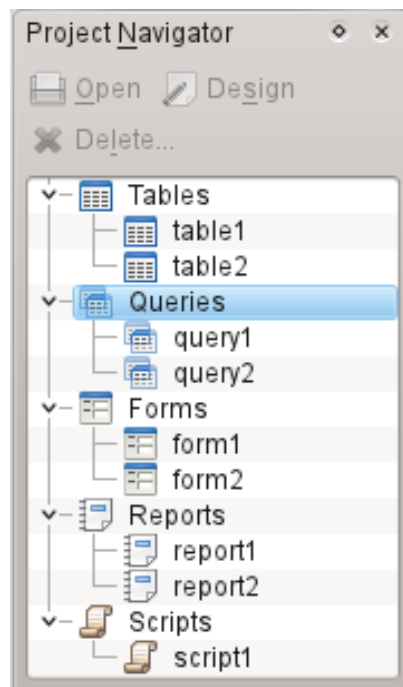 Project Navigator
Open Design
Delete...
Tables
table1
table2
Queries
query1
query2
Forms
form1
form2
Reports
report1
report2
Scripts
script1